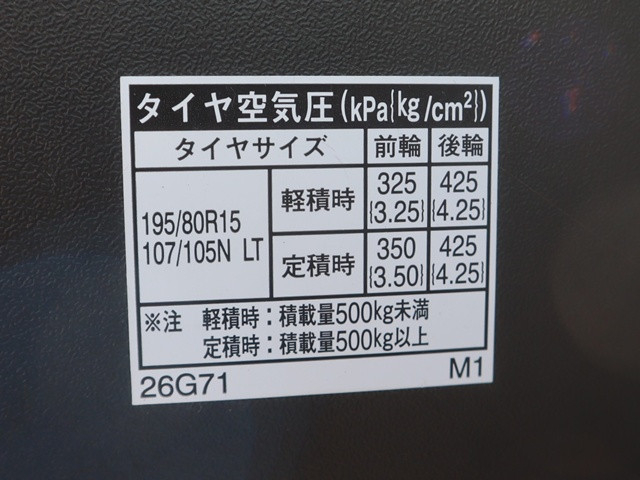 タイヤ空気圧(kPa{kg/cm²})
タイヤサイズ 前輪 後輪
195/80R15
107/105N LT
軽積時 325 425
{3.25} {4.25}
定積時 350 425
{3.50} {4.25}
※注 軽積時:積載量500kg未満
定積時:積載量500kg以上
26G71 M1